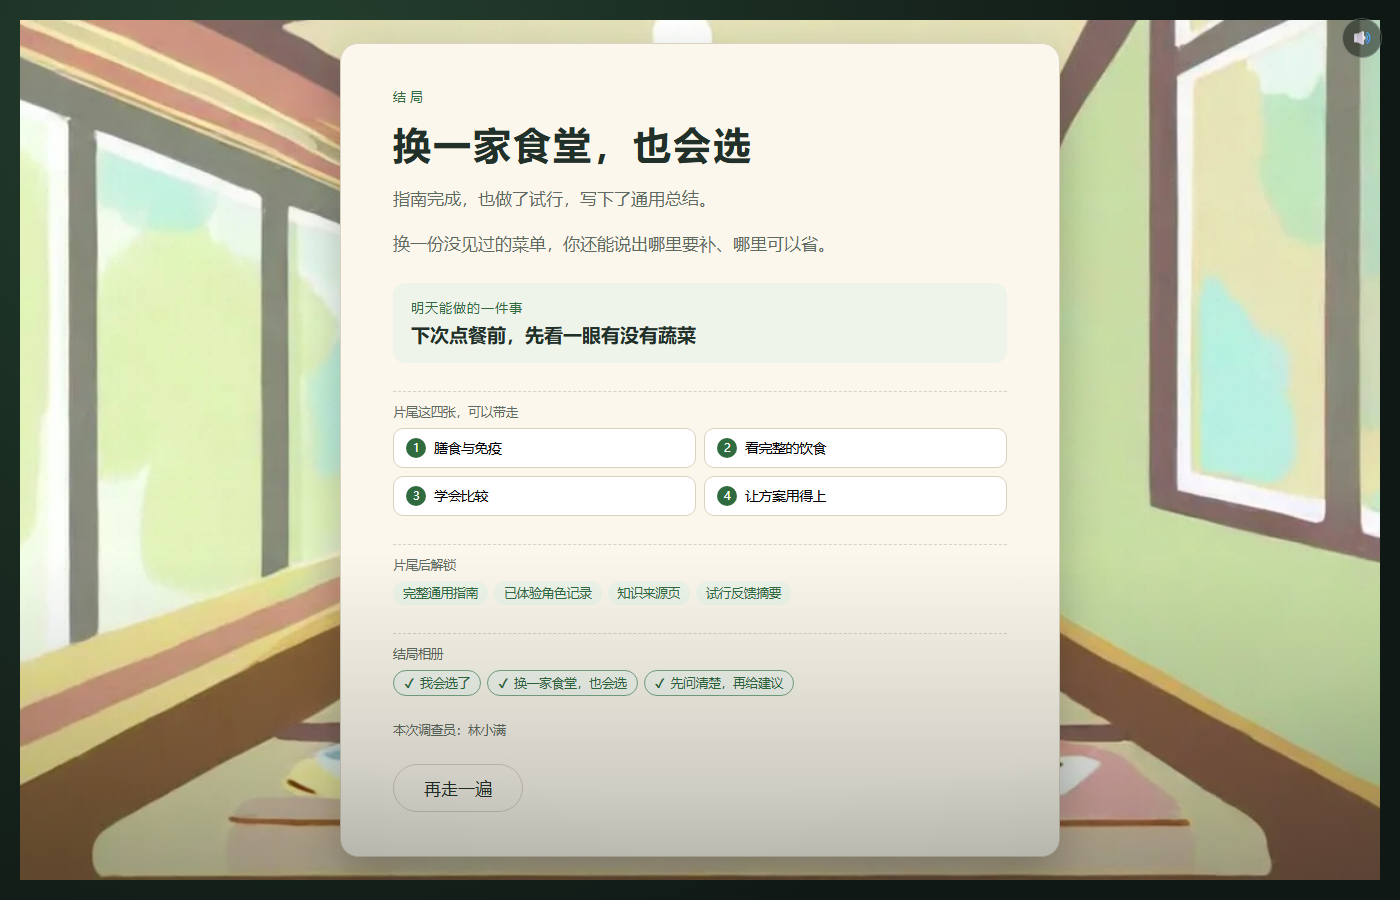 结局
换一家食堂，也会选
指南完成，也做了试行，写下了通用总结。
换一份没见过的菜单，你还能说出哪里要补、哪里可以省。
明天能做的一件事
下次点餐前，先看一眼有没有蔬菜
片尾这四张，可以带走
1 膳食与免疫
2 看完整的饮食
3 学会比较
4 让方案用得上
片尾后解锁
完整通用指南 已体验角色记录 知识来源页 试行反馈摘要
结局相册
✓ 我会选了 ✓ 换一家食堂，也会选 ✓ 先问清楚，再给建议
本次调查员：林小满
再走一遍